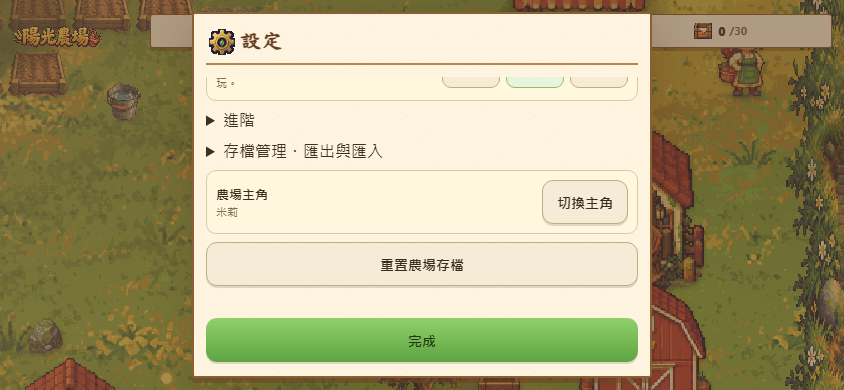 陽光農場
設定
0 /30
玩。
進階
存檔管理 · 匯出與匯入
農場主角
米莉
切換主角
重置農場存檔
完成